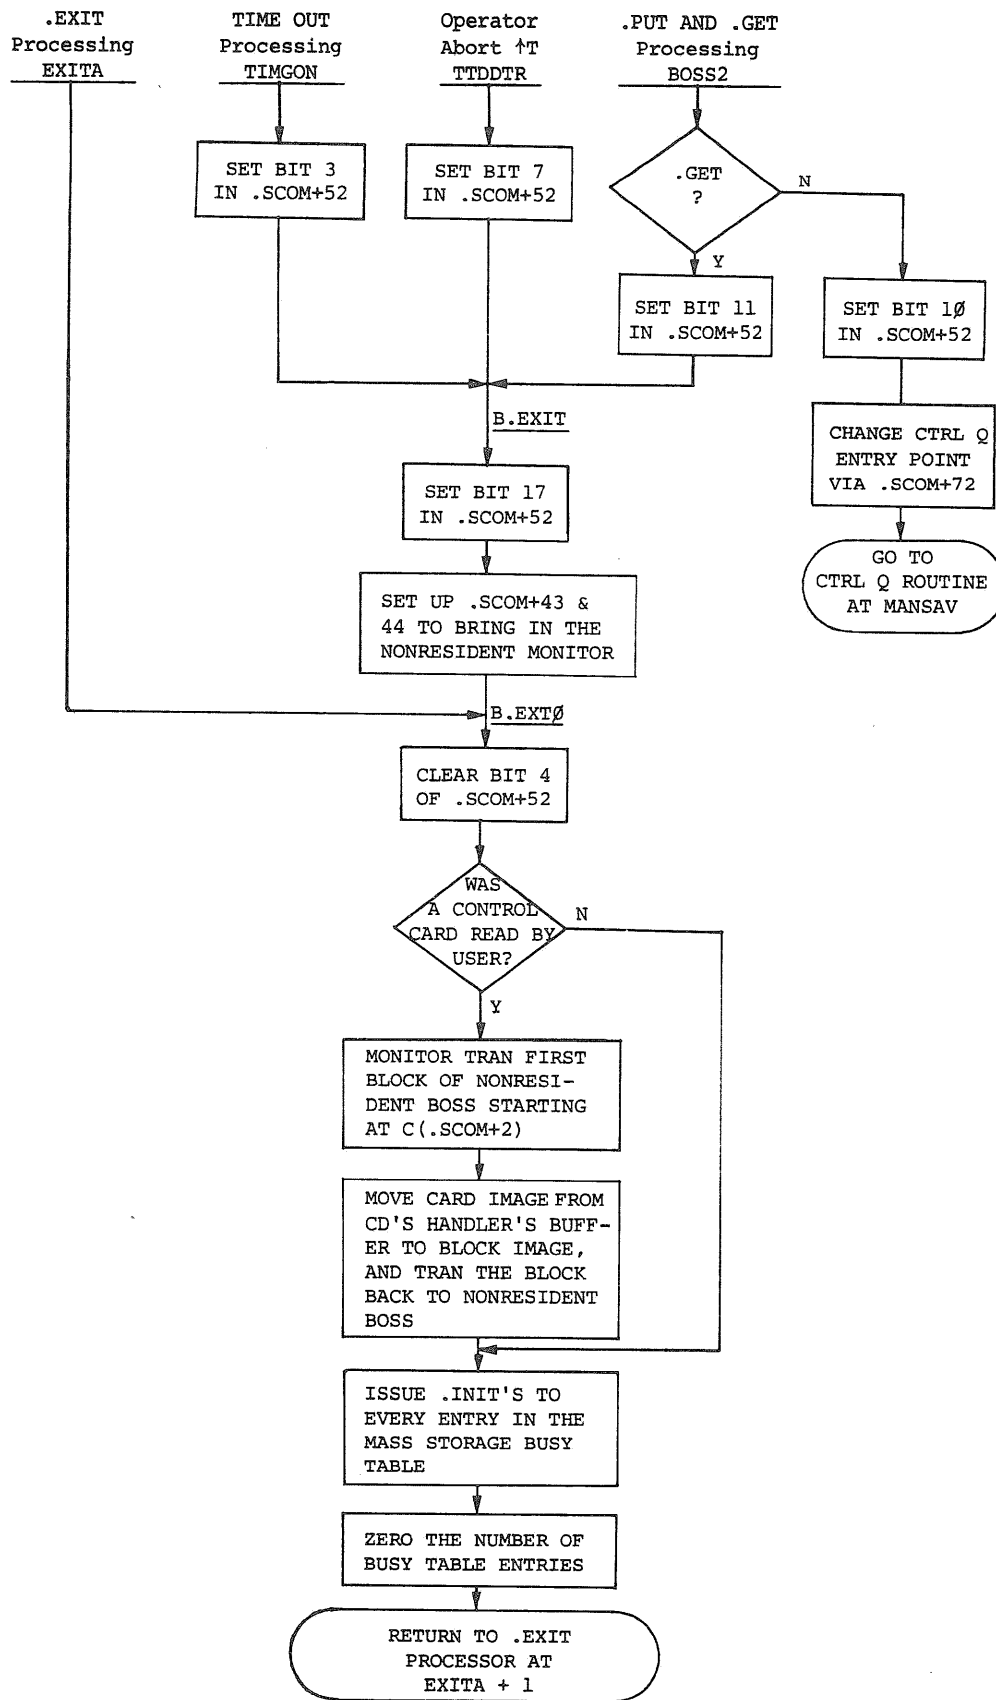 .EXIT
Processing
EXITA
TIME OUT
Processing
TIMGON
Operator
Abort ↑T
TTDDTR
.PUT AND .GET
Processing
BOSS2
SET BIT 3
IN .SCOM+52
SET BIT 7
IN .SCOM+52
.GET
?
N
Y
SET BIT 11
IN .SCOM+52
SET BIT 1Ø
IN .SCOM+52
B.EXIT
CHANGE CTRL Q
ENTRY POINT
VIA .SCOM+72
SET BIT 17
IN .SCOM+52
GO TO
CTRL Q ROUTINE
AT MANSAV
SET UP .SCOM+43 &
44 TO BRING IN THE
NONRESIDENT MONITOR
B.EXTØ
CLEAR BIT 4
OF .SCOM+52
WAS
A CONTROL
CARD READ BY
USER?
N
Y
MONITOR TRAN FIRST
BLOCK OF NONRESI-
DENT BOSS STARTING
AT C(.SCOM+2)
MOVE CARD IMAGE FROM
CD'S HANDLER'S BUFF-
ER TO BLOCK IMAGE,
AND TRAN THE BLOCK
BACK TO NONRESIDENT
BOSS
ISSUE .INIT'S TO
EVERY ENTRY IN THE
MASS STORAGE BUSY
TABLE
ZERO THE NUMBER OF
BUSY TABLE ENTRIES
RETURN TO .EXIT
PROCESSOR AT
EXITA + 1